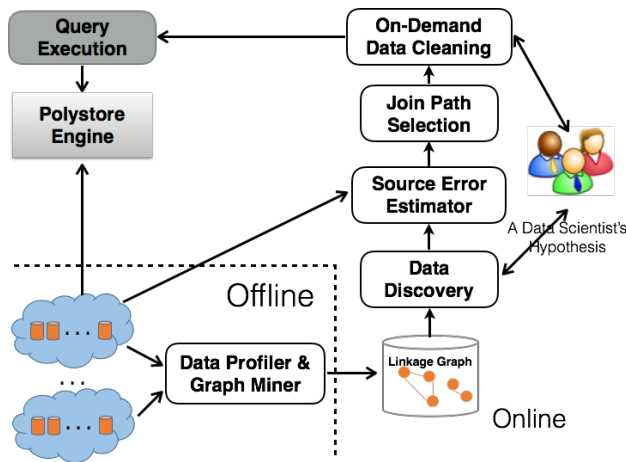 Query
Execution
On-Demand
Data Cleaning
Polystore
Engine
Join Path
Selection
Source Error
Estimator
A Data Scientist's
Hypothesis
Data
Discovery
Offline
. . .
. . .
Data Profiler &
Graph Miner
Linkage Graph
. . .
Online